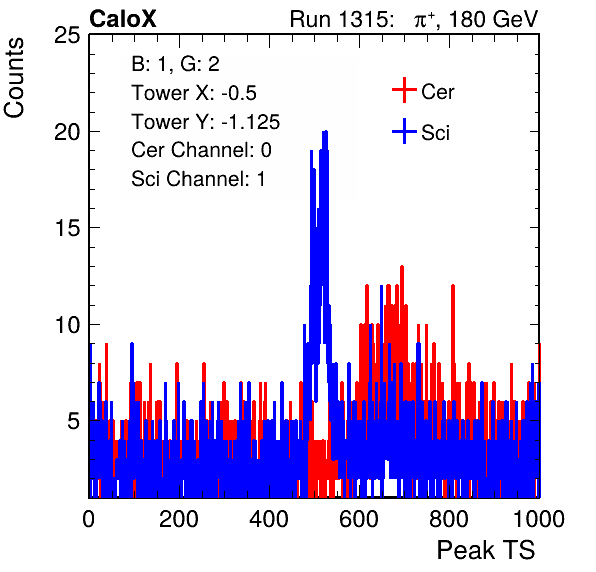 CaloX Run 1315: π⁺, 180 GeV
Counts
B: 1, G: 2
Tower X: -0.5
Tower Y: -1.125
Cer Channel: 0
Sci Channel: 1
Cer
Sci
25
20
15
10
5
0 200 400 600 800 1000
Peak TS